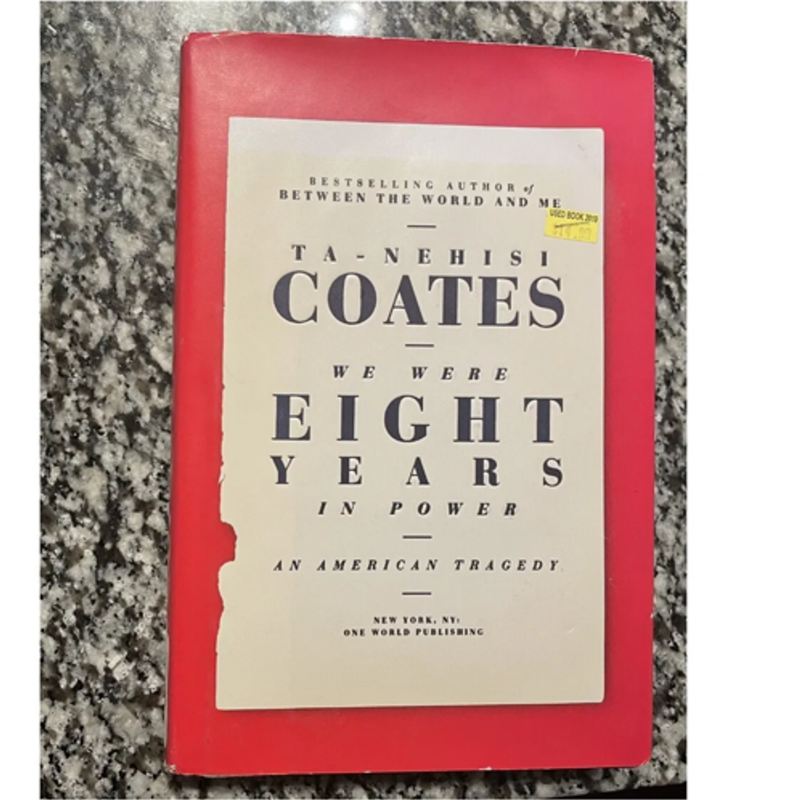 BESTSELLING AUTHOR of
BETWEEN THE WORLD AND ME
USED BOOK 2019
TA-NEHISI
COATES
WE WERE
EIGHT
YEARS
IN POWER
AN AMERICAN TRAGEDY
NEW YORK, NY:
ONE WORLD PUBLISHING